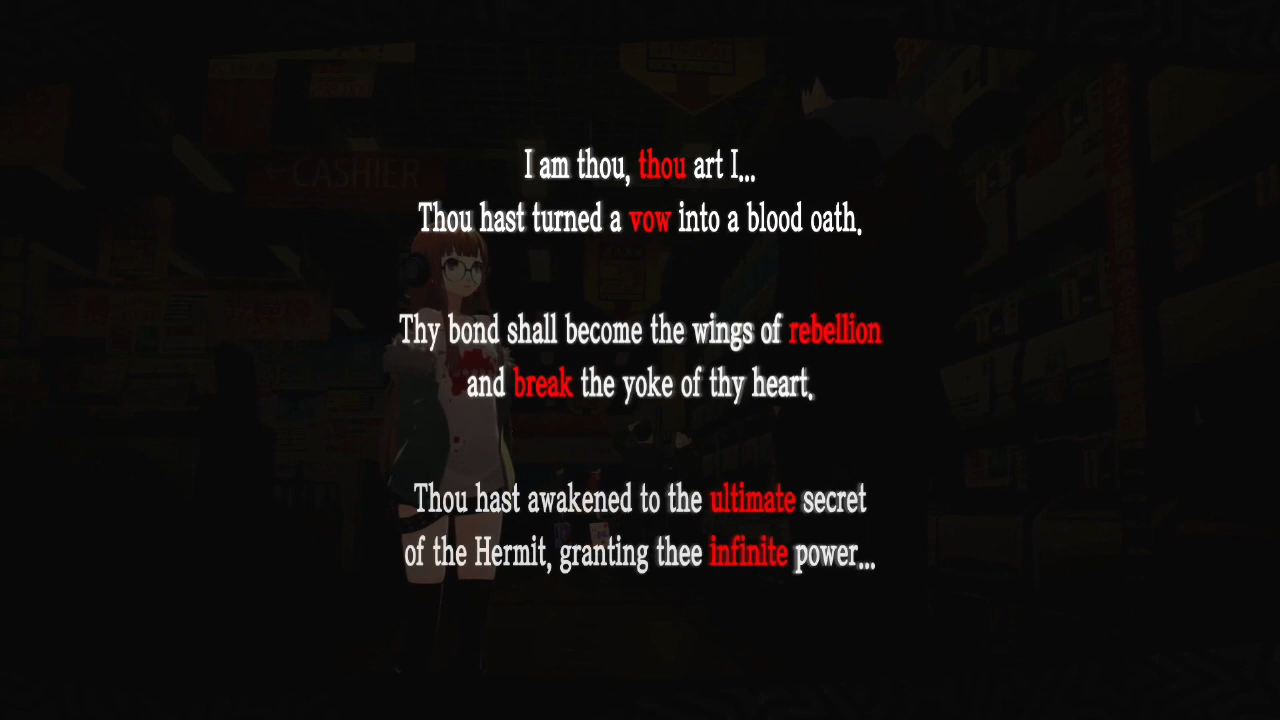 ←CASHIER
I am thou, thou art I...
Thou hast turned a vow into a blood oath.
Thy bond shall become the wings of rebellion
and break the yoke of thy heart.
Thou hast awakened to the ultimate secret
of the Hermit, granting thee infinite power...